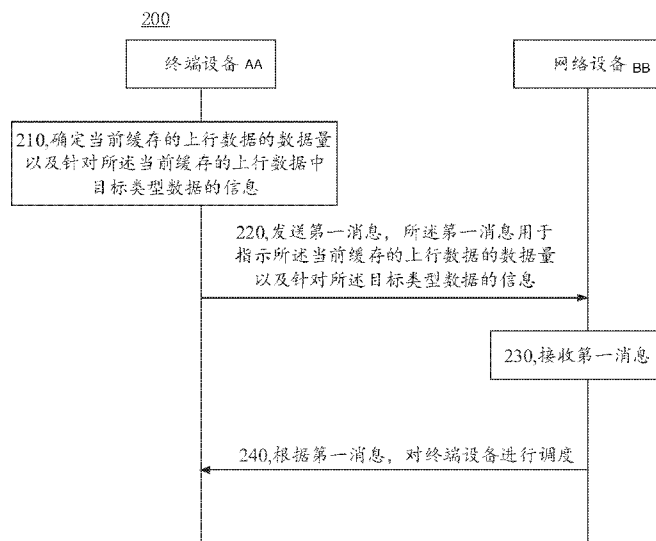 200
终端设备 AA
网络设备 BB
210,确定当前缓存的上行数据的数据量
以及针对所述当前缓存的上行数据中
目标类型数据的信息
220,发送第一消息，所述第一消息用于
指示所述当前缓存的上行数据的数据量
以及针对所述目标类型数据的信息
230,接收第一消息
240,根据第一消息，对终端设备进行调度